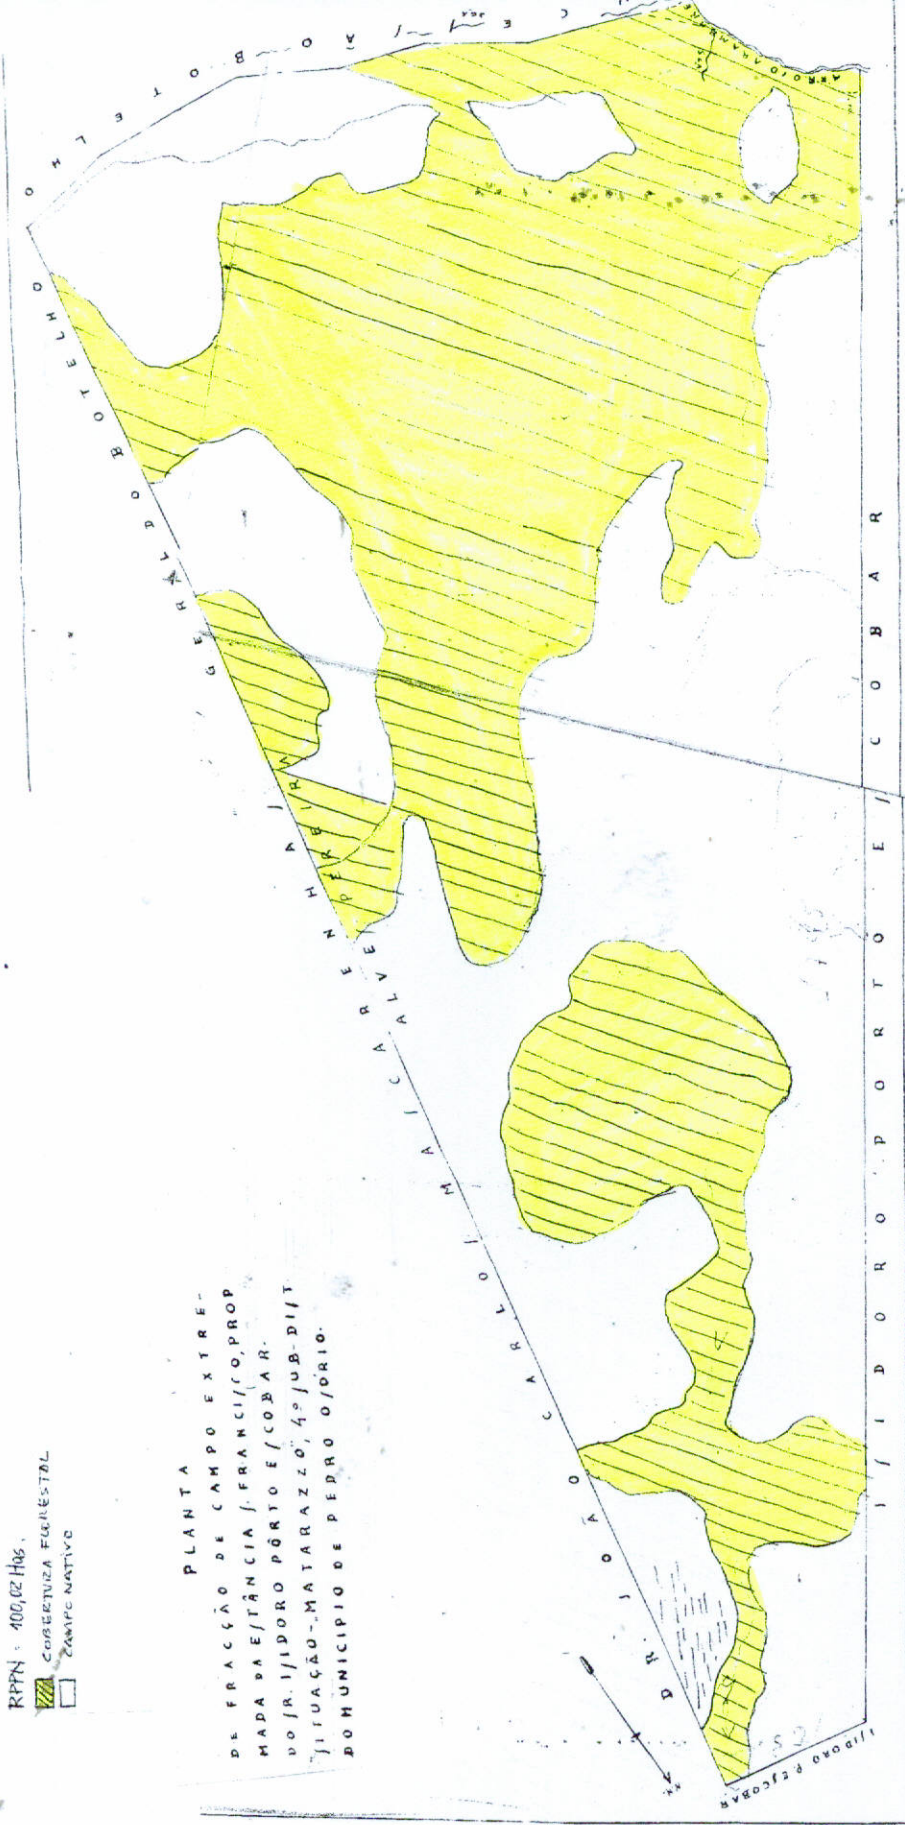 RPPN: 100,02 Has.
COBERTURA FLORESTAL
CAMPO NATIVO
PLANTA
DE FRACÇÃO DE CAMPO EXTRE-
MADA DA ESTÂNCIA S. FRANCISCO, PROP
DO SR. ISIDORO PÔRTO ESCOBAR.
SITUAÇÃO-"MATARAZZO", 4º SUB-DIST
DO MUNICIPIO DE PEDRO OSÓRIO.
DR. JOÃO CARLOS MAISCARENHAS
ALVES PEREIRA
GERALDO BOTELHO
BOTELHO
ARROIO
ISIDORO PORTO ESCOBAR
ISIDORO P. ESCOBAR